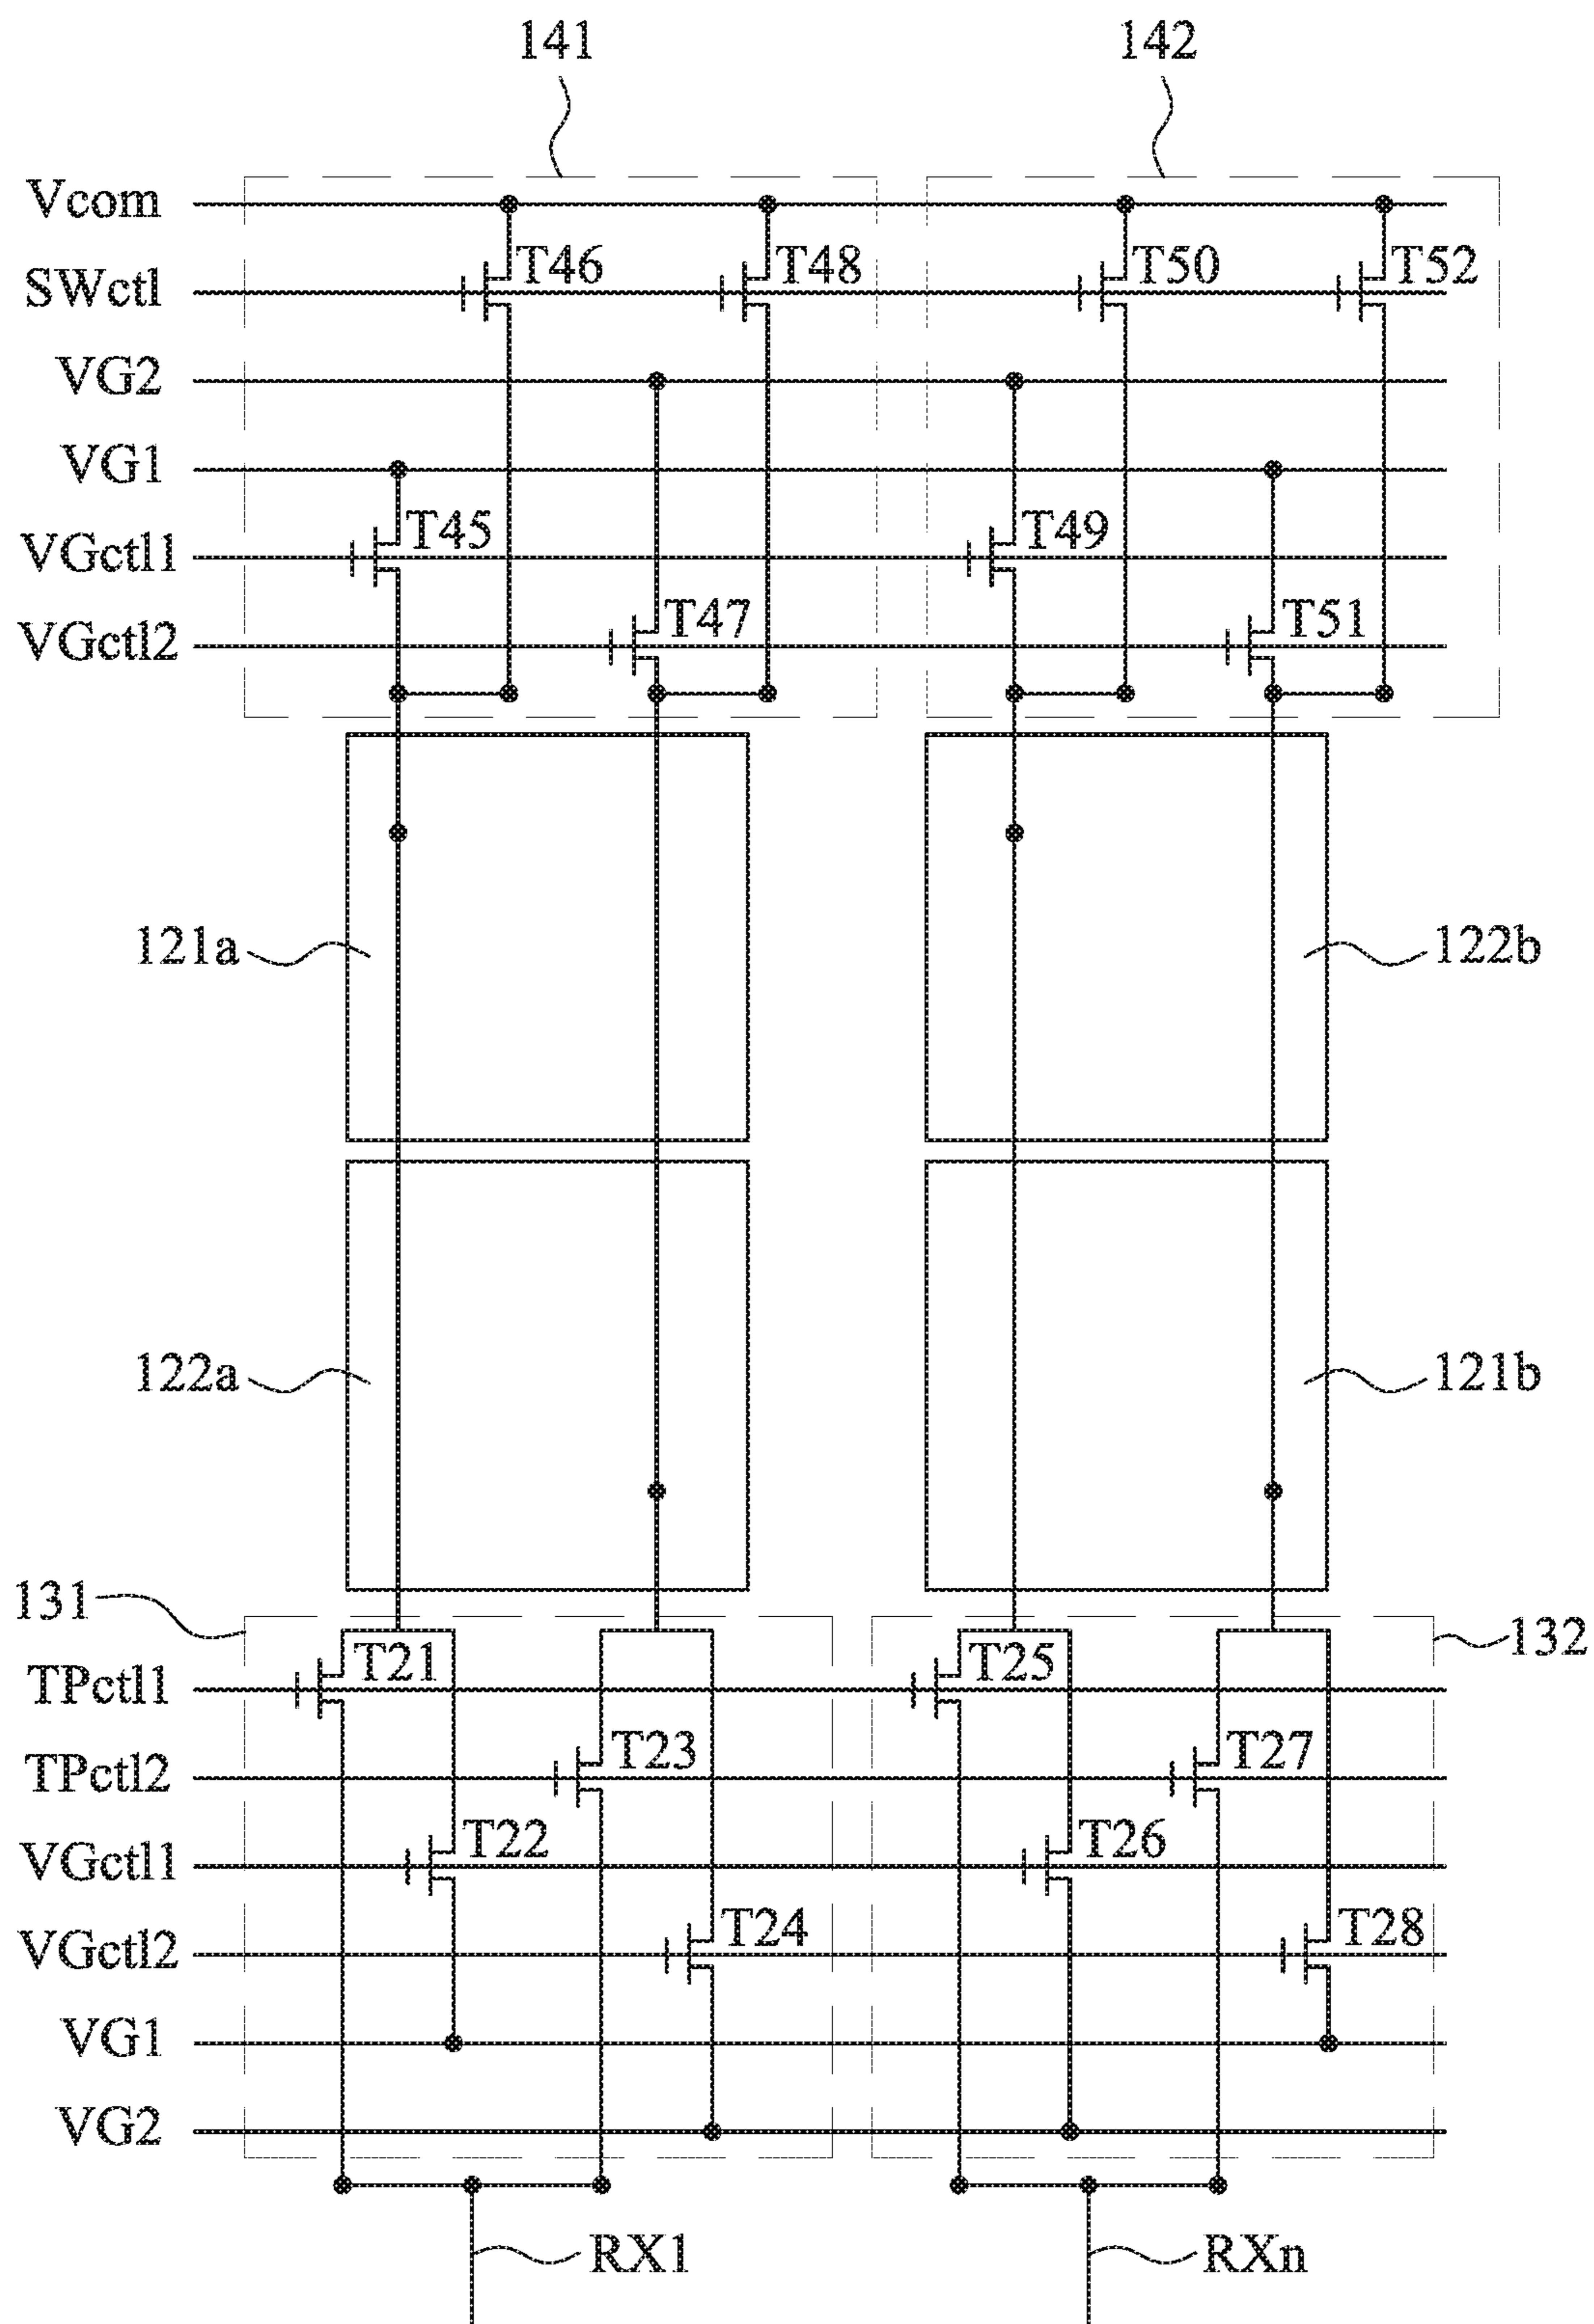 141 142
Vcom
SWctl T46 T48 T50 T52
VG2
VG1
VGctl1 T45 T49
VGctl2 T47 T51
121a 122b
122a 121b
131 132
TPctl1 T21 T25
TPctl2 T23 T27
VGctl1 T22 T26
VGctl2 T24 T28
VG1
VG2
RX1 RXn